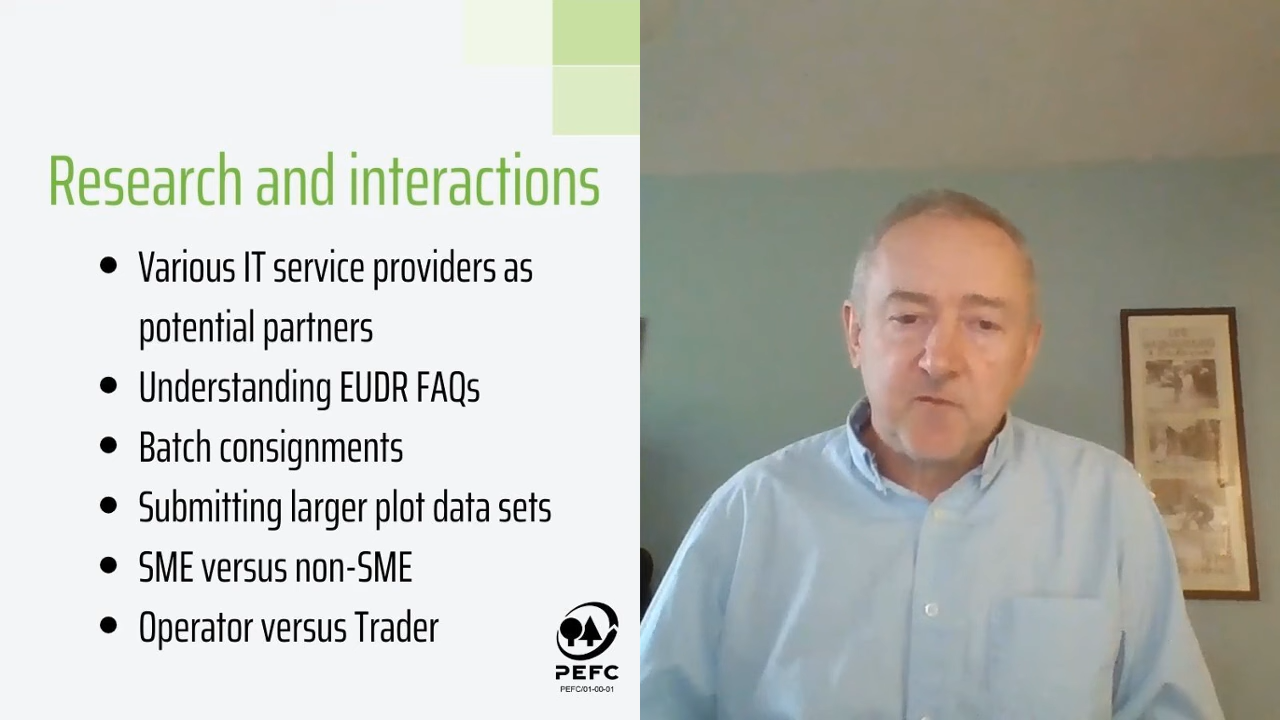 Research and interactions
Various IT service providers as
potential partners
Understanding EUDR FAQs
Batch consignments
Submitting larger plot data sets
SME versus non-SME
Operator versus Trader
PEFC
PEFC/01-00-01